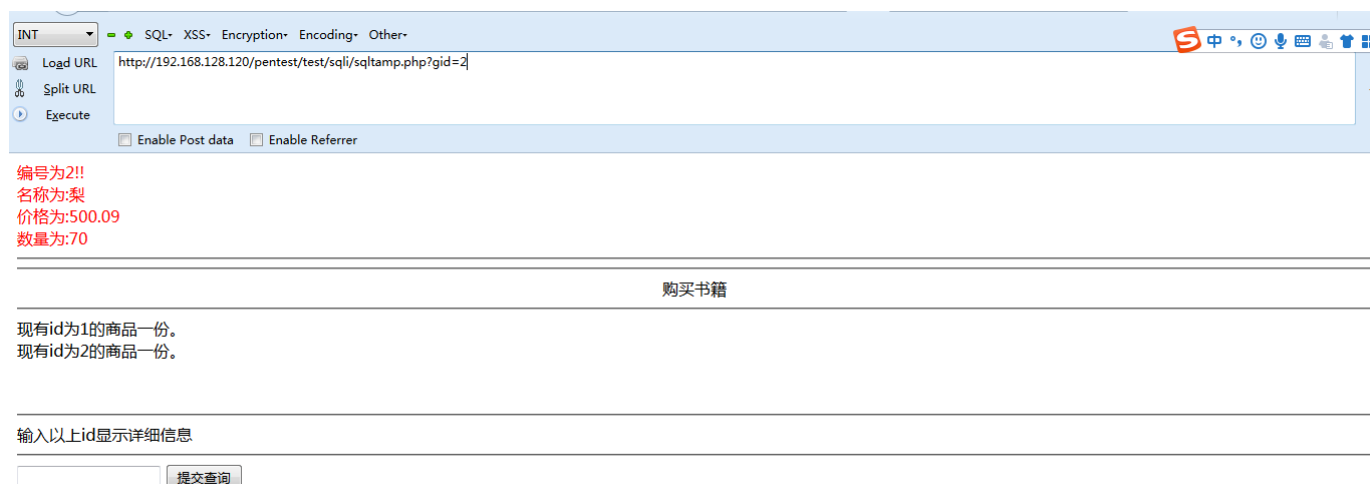 INT SQL- XSS- Encryption- Encoding- Other-
中
Load URL http://192.168.128.120/pentest/test/sqli/sqltamp.php?gid=2
Split URL
Execute
Enable Post data Enable Referrer
编号为2!!
名称为:梨
价格为:500.09
数量为:70
购买书籍
现有id为1的商品一份。
现有id为2的商品一份。
输入以上id显示详细信息
提交查询